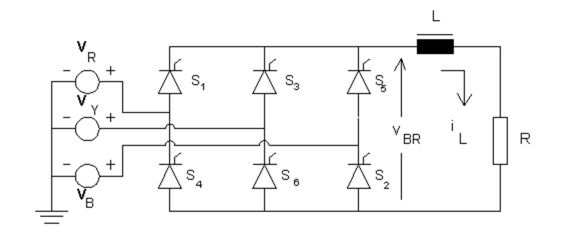 L
V R
- +
S 1
S 3
S 5
V Y
- +
V BR
i L
R
- +
V B
S 4
S 6
S 2